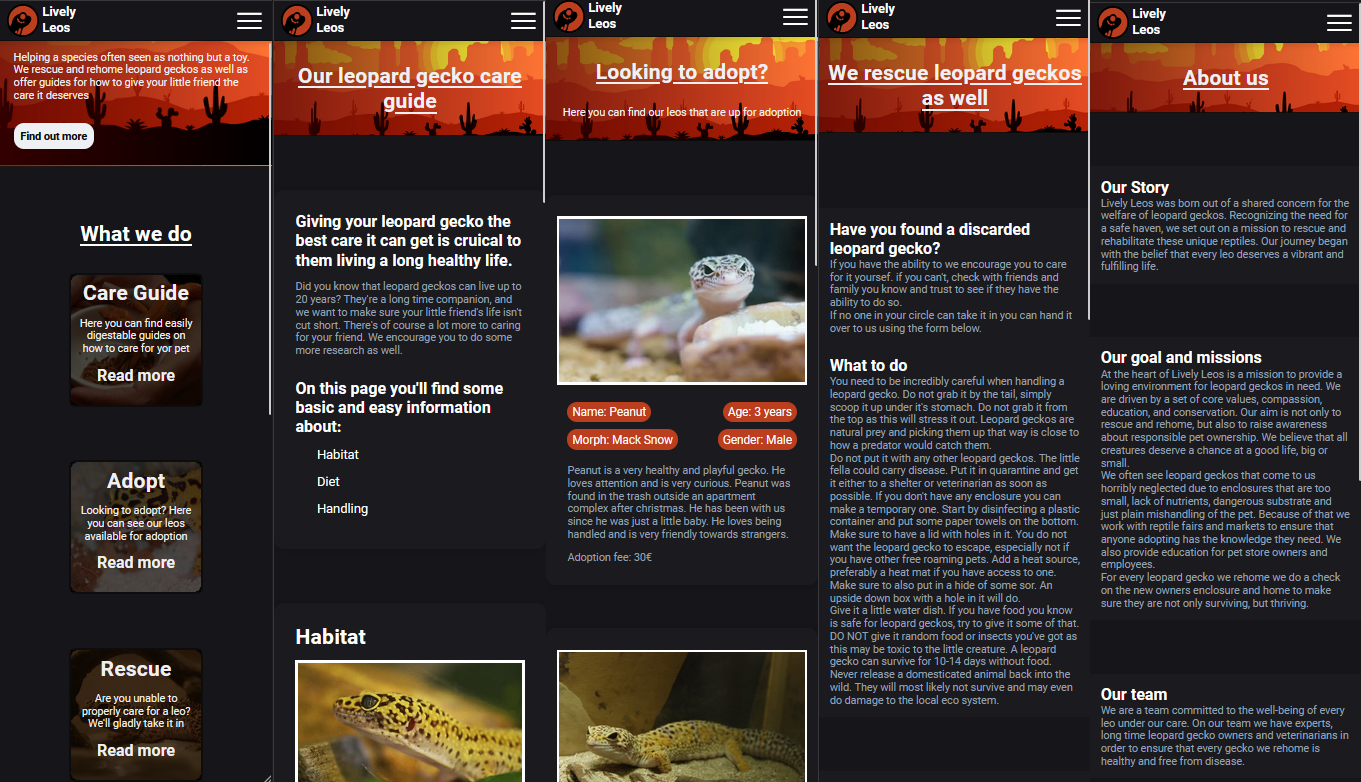 Lively
Leos
Helping a species often seen as nothing but a toy.
We rescue and rehome leopard geckos as well as
offer guides for how to give your little friend the
care it deserves
Find out more
What we do
Care Guide
Here you can find easily
digestable guides on
how to care for yor pet
Read more
Adopt
Looking to adopt? Here
you can see our leos
available for adoption
Read more
Rescue
Are you unable to
properly care for a leo?
We'll gladly take it in
Read more
Lively
Leos
Our leopard gecko care
guide
Giving your leopard gecko the
best care it can get is cruical to
them living a long healthy life.
Did you know that leopard geckos can live up to
20 years? They're a long time companion, and
we want to make sure your little friend's life isn't
cut short. There's of course a lot more to caring
for your friend. We encourage you to do some
more research as well.
On this page you'll find some
basic and easy information
about:
Habitat
Diet
Handling
Habitat
Lively
Leos
Looking to adopt?
Here you can find our leos that are up for adoption
Name: Peanut
Age: 3 years
Morph: Mack Snow
Gender: Male
Peanut is a very healthy and playful gecko. He
loves attention and is very curious. Peanut was
found in the trash outside an apartment
complex after christmas. He has been with us
since he was just a little baby. He loves being
handled and is very friendly towards strangers.
Adoption fee: 30€
Lively
Leos
We rescue leopard geckos
as well
Have you found a discarded
leopard gecko?
If you have the ability to we encourage you to care
for it yoursef. if you can't, check with friends and
family you know and trust to see if they have the
ability to do so.
If no one in your circle can take it in you can hand it
over to us using the form below.
What to do
You need to be incredibly careful when handling a
leopard gecko. Do not grab it by the tail, simply
scoop it up under it's stomach. Do not grab it from
the top as this will stress it out. Leopard geckos are
natural prey and picking them up that way is close to
how a predator would catch them.
Do not put it with any other leopard geckos. The little
fella could carry disease. Put it in quarantine and get
it either to a shelter or veterinarian as soon as
possible. If you don't have any enclosure you can
make a temporary one. Start by disinfecting a plastic
container and put some paper towels on the bottom.
Make sure to have a lid with holes in it. You do not
want the leopard gecko to escape, especially not if
you have other free roaming pets. Add a heat source,
preferably a heat mat if you have access to one.
Make sure to also put in a hide of some sor. An
upside down box with a hole in it will do.
Give it a little water dish. If you have food you know
is safe for leopard geckos, try to give it some of that.
DO NOT give it random food or insects you've got as
this may be toxic to the little creature. A leopard
gecko can survive for 10-14 days without food.
Never release a domesticated animal back into the
wild. They will most likely not survive and may even
do damage to the local eco system.
Lively
Leos
About us
Our Story
Lively Leos was born out of a shared concern for the
welfare of leopard geckos. Recognizing the need for
a safe haven, we set out on a mission to rescue and
rehabilitate these unique reptiles. Our journey began
with the belief that every leo deserves a vibrant and
fulfilling life.
Our goal and missions
At the heart of Lively Leos is a mission to provide a
loving environment for leopard geckos in need. We
are driven by a set of core values, compassion,
education, and conservation. Our aim is not only to
rescue and rehome, but also to raise awareness
about responsible pet ownership. We believe that all
creatures deserve a chance at a good life, big or
small.
We often see leopard geckos that come to us
horribly neglected due to enclosures that are too
small, lack of nutrients, dangerous substrate and
just plain mishandling of the pet. Because of that we
work with reptile fairs and markets to ensure that
anyone adopting has the knowledge they need. We
also provide education for pet store owners and
employees.
For every leopard gecko we rehome we do a check
on the new owners enclosure and home to make
sure they are not only surviving, but thriving.
Our team
We are a team committed to the well-being of every
leo under our care. On our team we have experts,
long time leopard gecko owners and veterinarians in
order to ensure that every gecko we rehome is
healthy and free from disease.